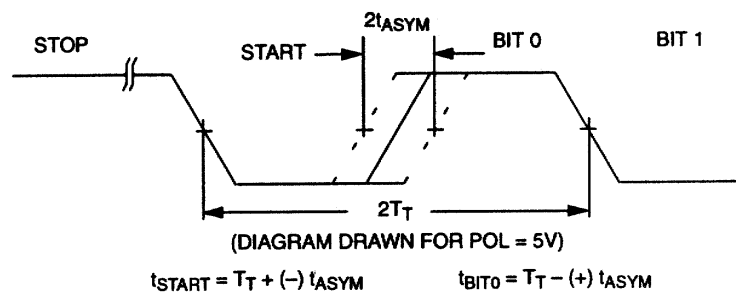 2tASYM
STOP START BIT 0 BIT 1
2TT
(DIAGRAM DRAWN FOR POL = 5V)
tSTART = TT + (–) tASYM tBIT0 = TT – (+) tASYM